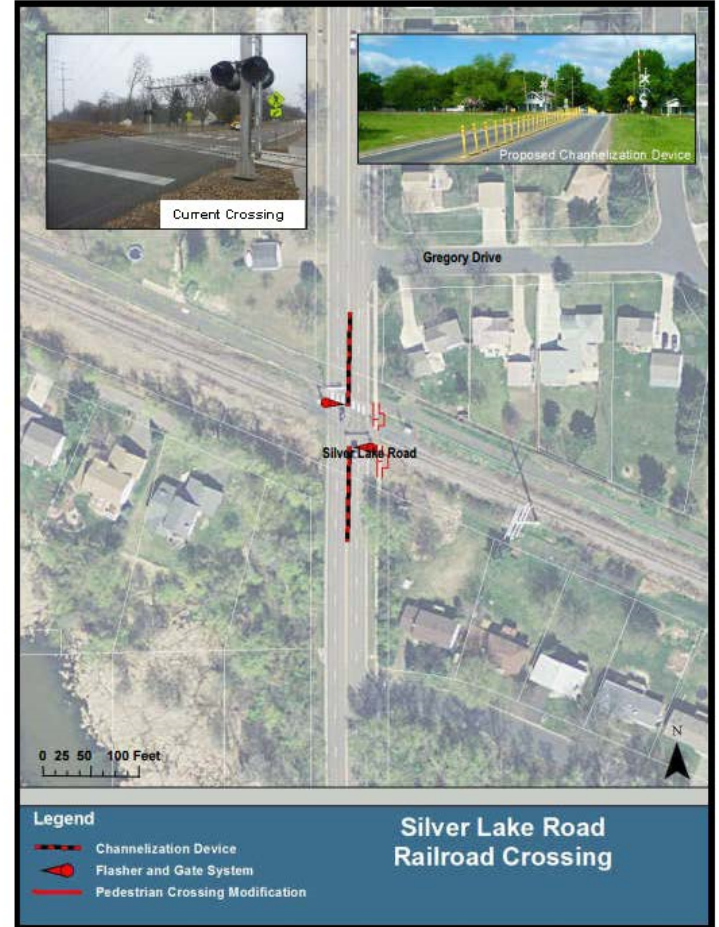 Current Crossing
Proposed Channelization Device
Gregory Drive
Silver Lake Road
0 25 50 100 Feet
N
Legend
Channelization Device
Flasher and Gate System
Pedestrian Crossing Modification
Silver Lake Road
Railroad Crossing